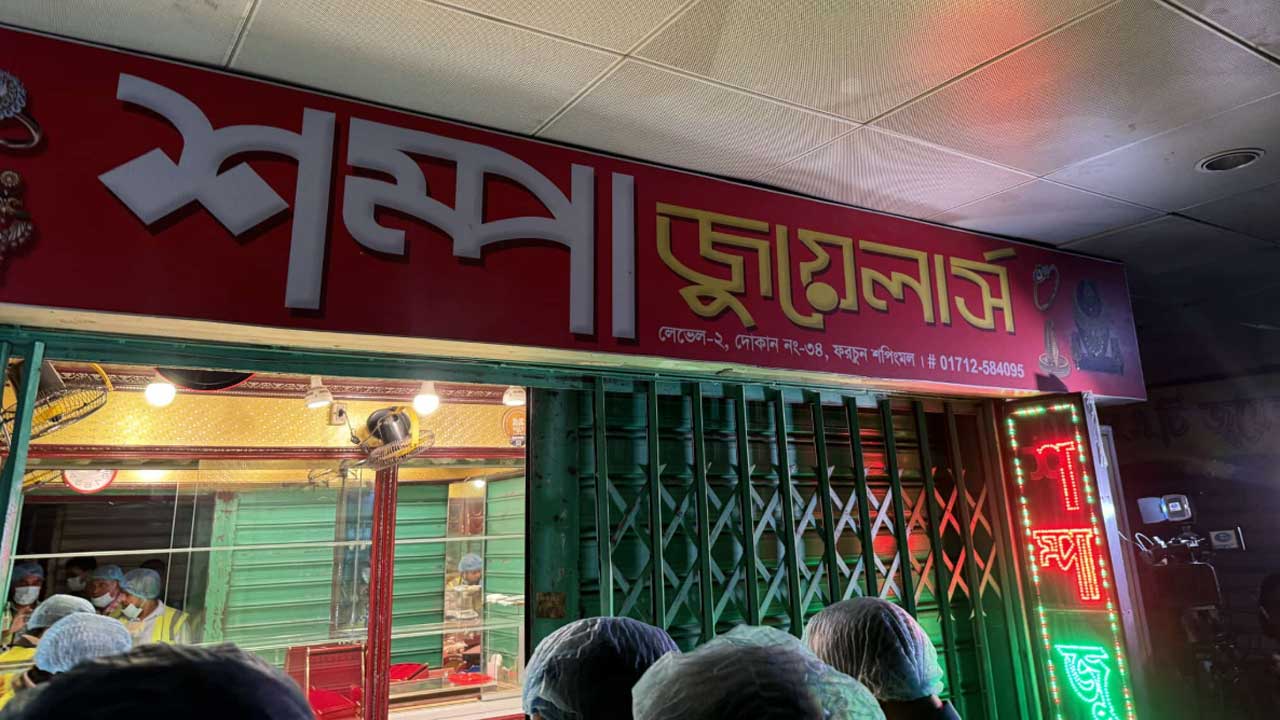 শম্পা জুয়েলার্স
লেভেল-২, দোকান নং-৩৪, ফরচুন শপিংমল । # 01712-584095
শ
ম্পা
জু